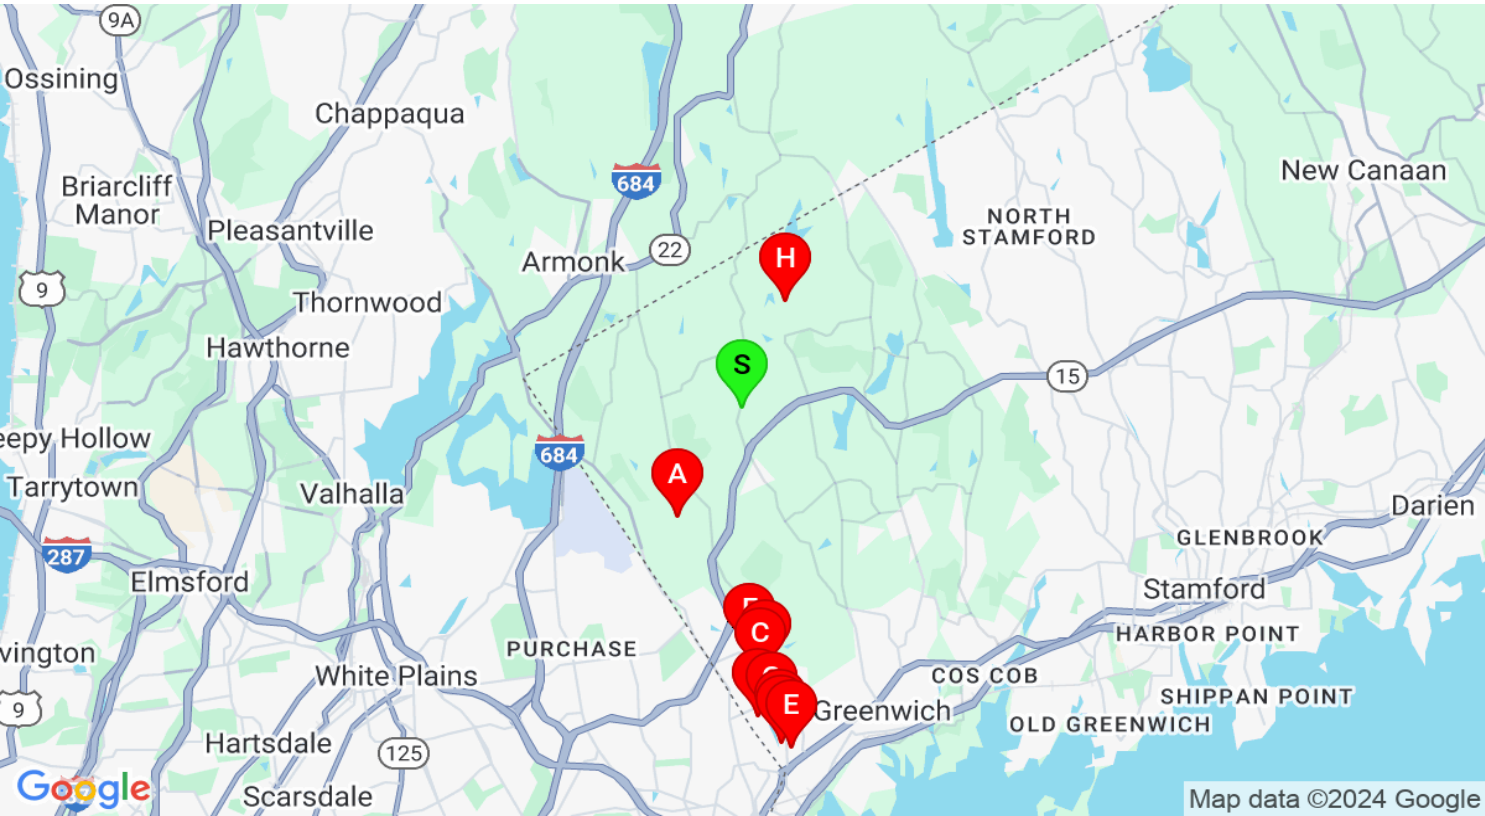 9A
Ossining
Chappaqua
684
New Canaan
Briarcliff
Manor
NORTH
STAMFORD
Pleasantville
22
Armonk
H
9
Thornwood
Hawthorne
S
15
eepy Hollow
684
A
Tarrytown
Valhalla
Darien
GLENBROOK
287
Elmsford
Stamford
C
HARBOR POINT
PURCHASE
vington
White Plains
COS COB
SHIPPAN POINT
E
Greenwich
OLD GREENWICH
9
Hartsdale
125
Google
Scarsdale
Map data ©2024 Google